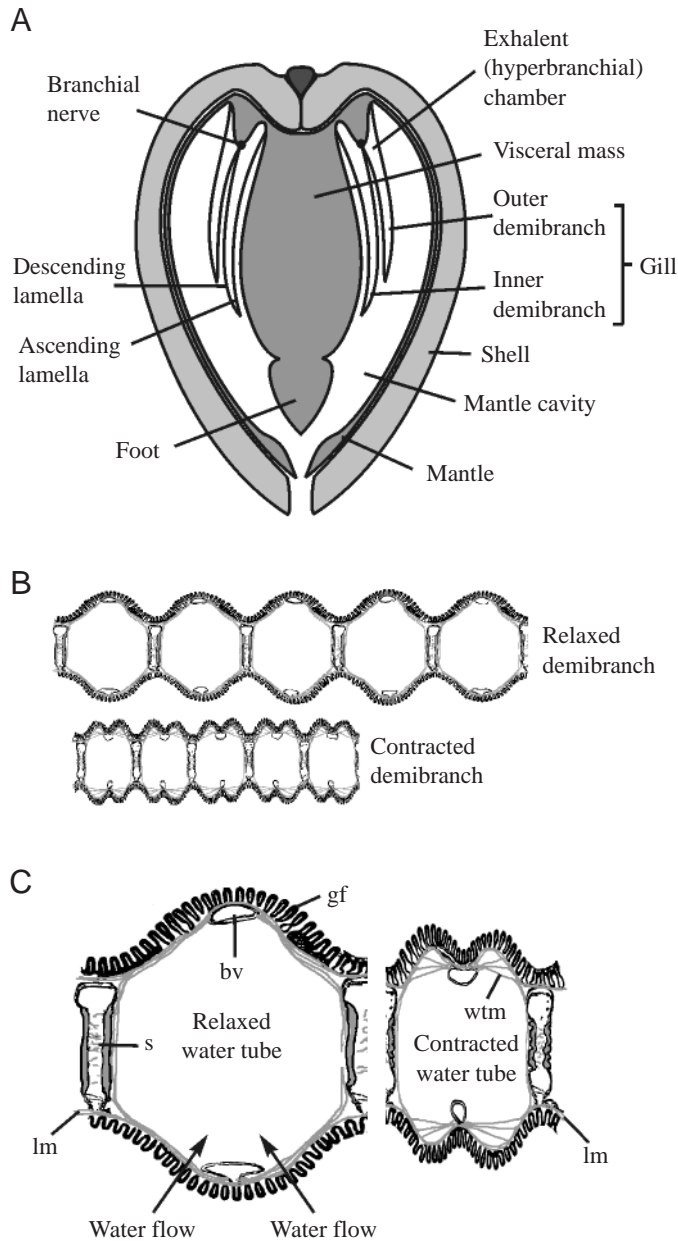 A
Branchial
nerve
Exhalent
(hyperbranchial)
chamber
Visceral mass
Outer
demibranch
Gill
Inner
demibranch
Descending
lamella
Ascending
lamella
Shell
Mantle cavity
Foot
Mantle
B
Relaxed
demibranch
Contracted
demibranch
C
gf
bv
Relaxed
water tube
s
lm
Water flow
Water flow
wtm
Contracted
water tube
lm